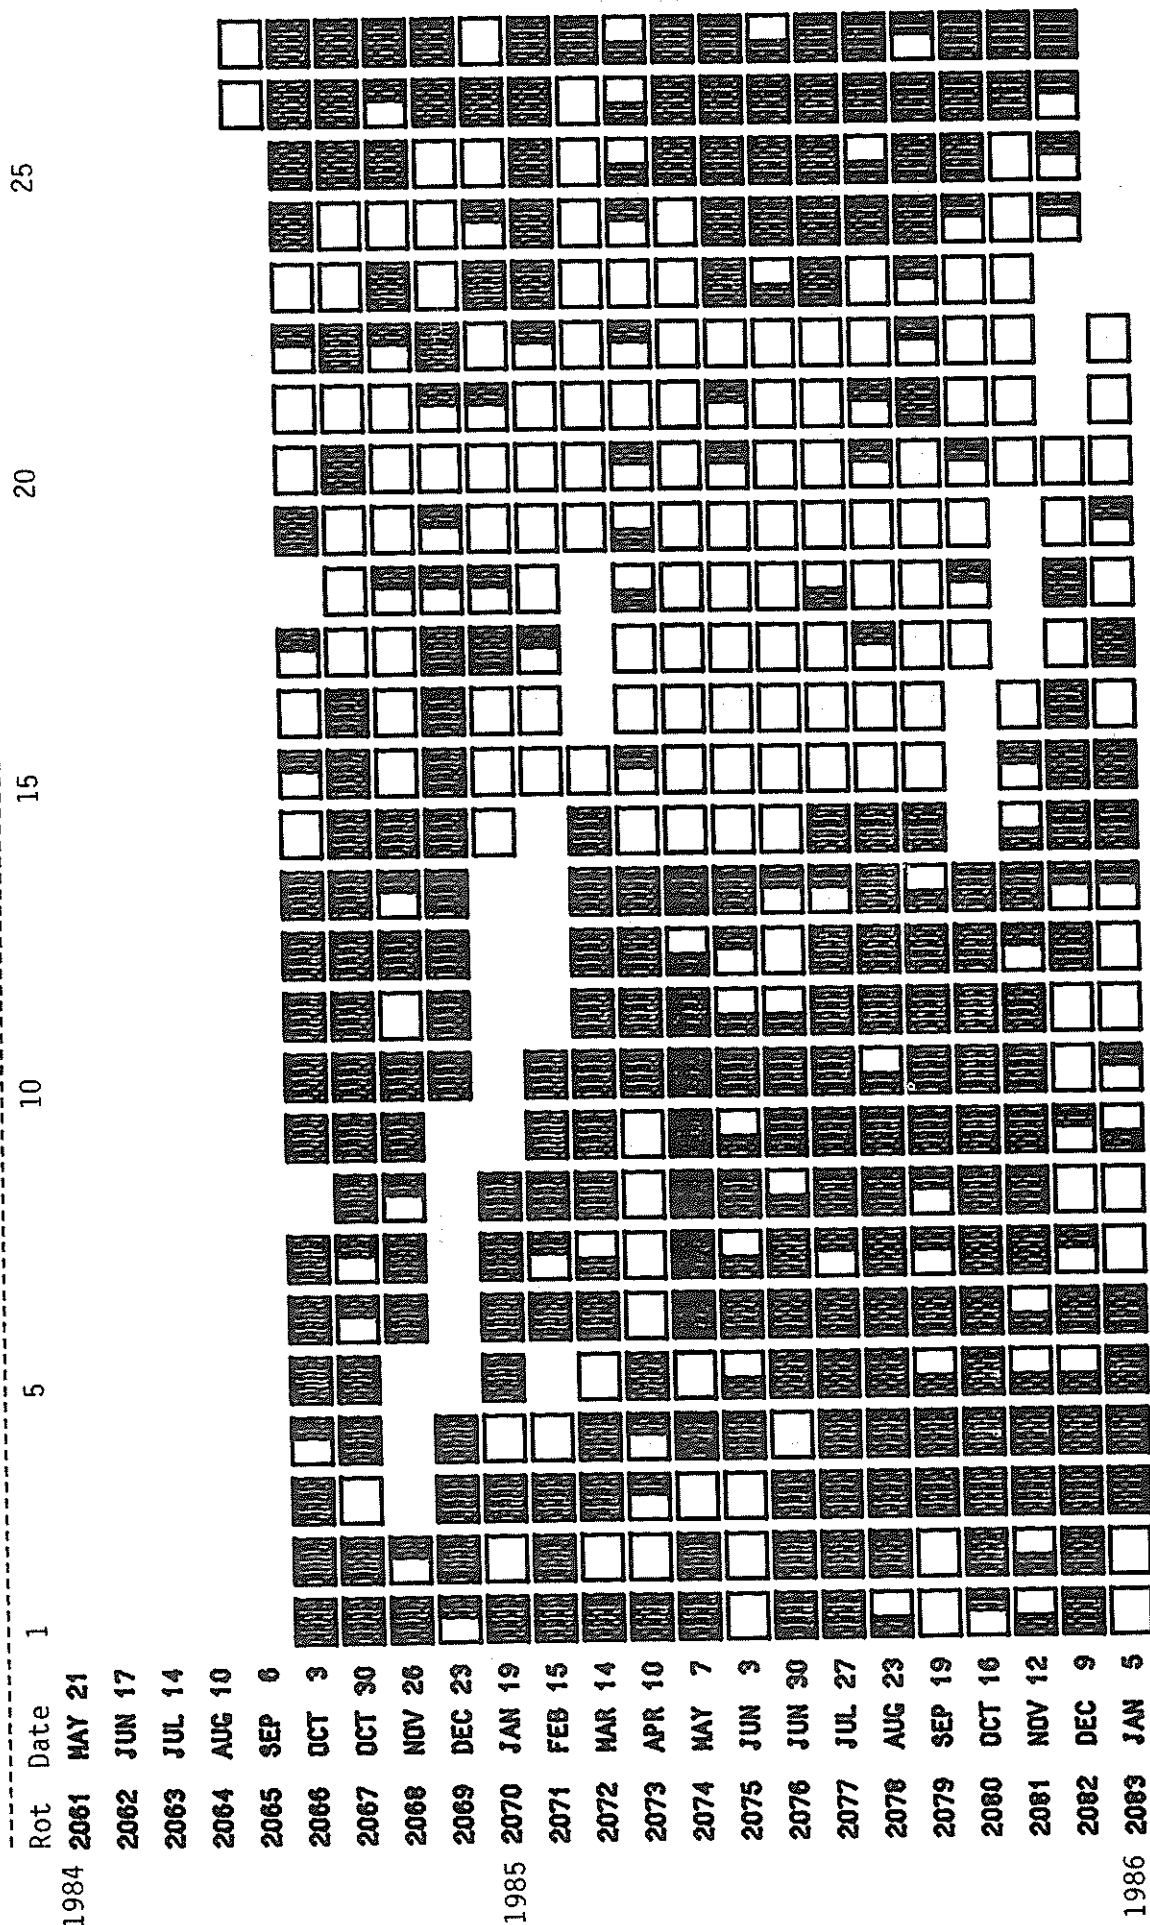 Rot Date 1 5 10 15 20 25
1984 2061 MAY 21
2062 JUN 17
2063 JUL 14
2064 AUG 10
2065 SEP 6
2066 OCT 3
2067 OCT 30
2068 NOV 26
2069 DEC 23
1985 2070 JAN 19
2071 FEB 15
2072 MAR 14
2073 APR 10
2074 MAY 7
2075 JUN 3
2076 JUN 30
2077 JUL 27
2078 AUG 23
2079 SEP 19
2080 OCT 16
2081 NOV 12
2082 DEC 9
1986 2083 JAN 5